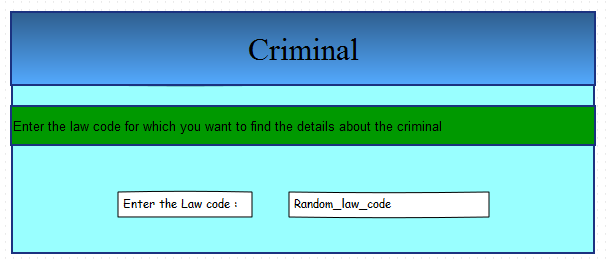 Criminal
Enter the law code for which you want to find the details about the criminal
Enter the Law code : Random_law_code